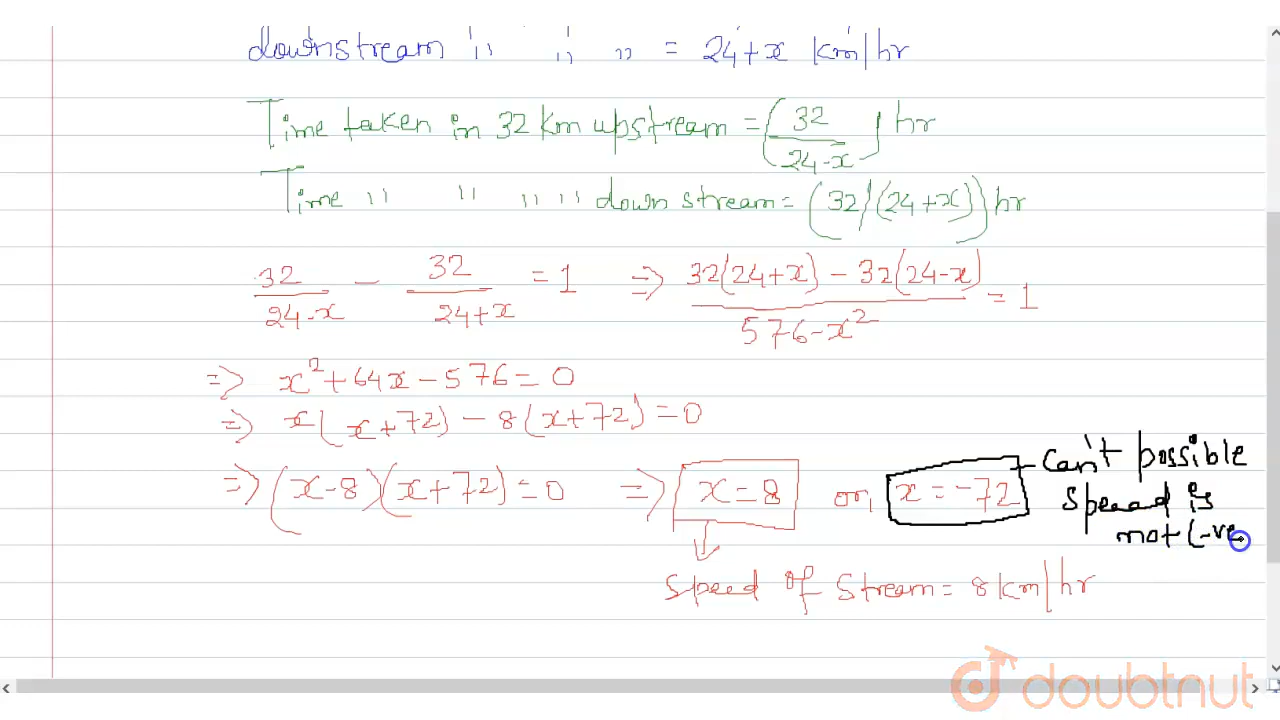 downstream " " " = 24+x km/hr
Time taken in 32 km upstream = (32/(24-x)) hr
Time " " " " down stream = (32/(24+x)) hr
32/(24-x) - 32/(24+x) = 1 => (32(24+x) - 32(24-x))/(576-x²) = 1
=> x²+64x-576=0
=> x(x+72)-8(x+72)=0
=> (x-8)(x+72)=0 => x=8 or, x=-72 Can't possible
speed is
not (-ve
speed of stream = 8 km/hr
doubtnut